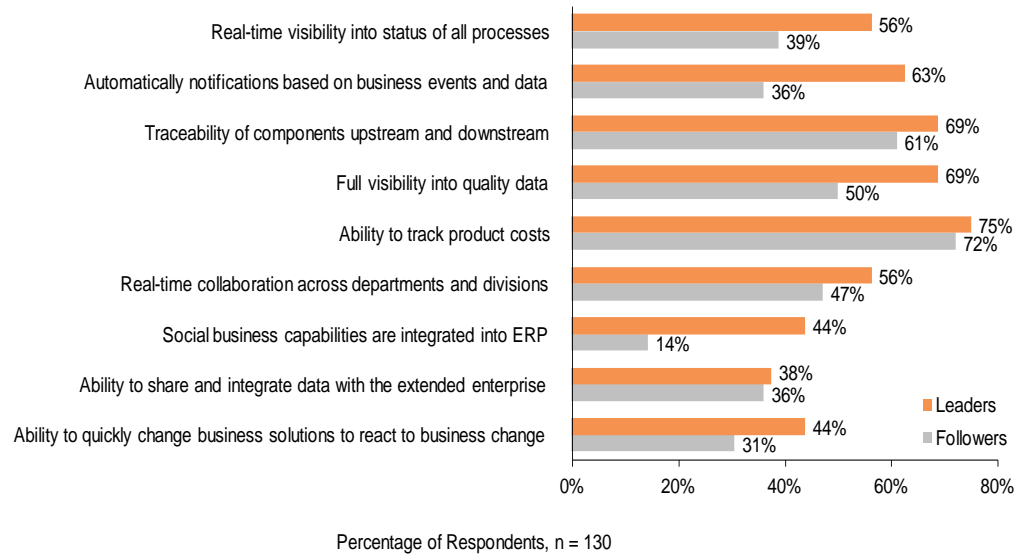 Real-time visibility into status of all processes
56%
39%
Automatically notifications based on business events and data
63%
36%
Traceability of components upstream and downstream
69%
61%
Full visibility into quality data
69%
50%
Ability to track product costs
75%
72%
Real-time collaboration across departments and divisions
56%
47%
Social business capabilities are integrated into ERP
44%
14%
Ability to share and integrate data with the extended enterprise
38%
36%
Ability to quickly change business solutions to react to business change
44%
31%
Leaders
Followers
0% 20% 40% 60% 80%
Percentage of Respondents, n = 130